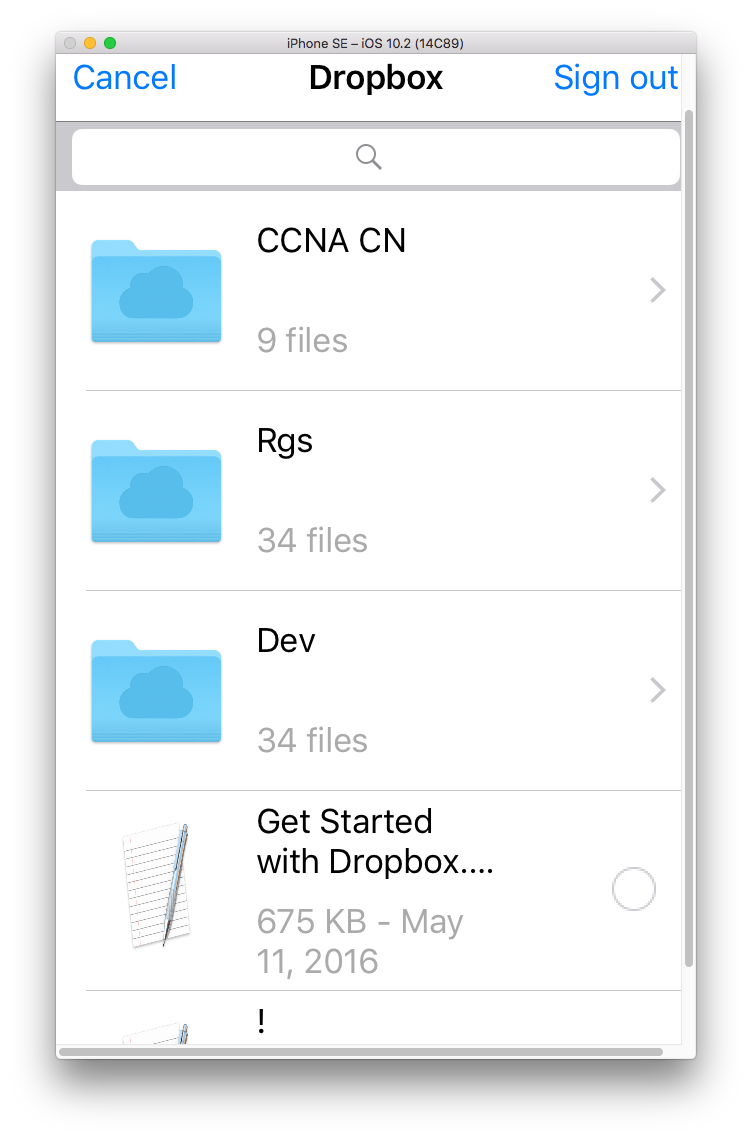 iPhone SE – iOS 10.2 (14C89)
Cancel Dropbox Sign out
CCNA CN
9 files
Rgs
34 files
Dev
34 files
Get Started
with Dropbox....
675 KB - May
11, 2016
!